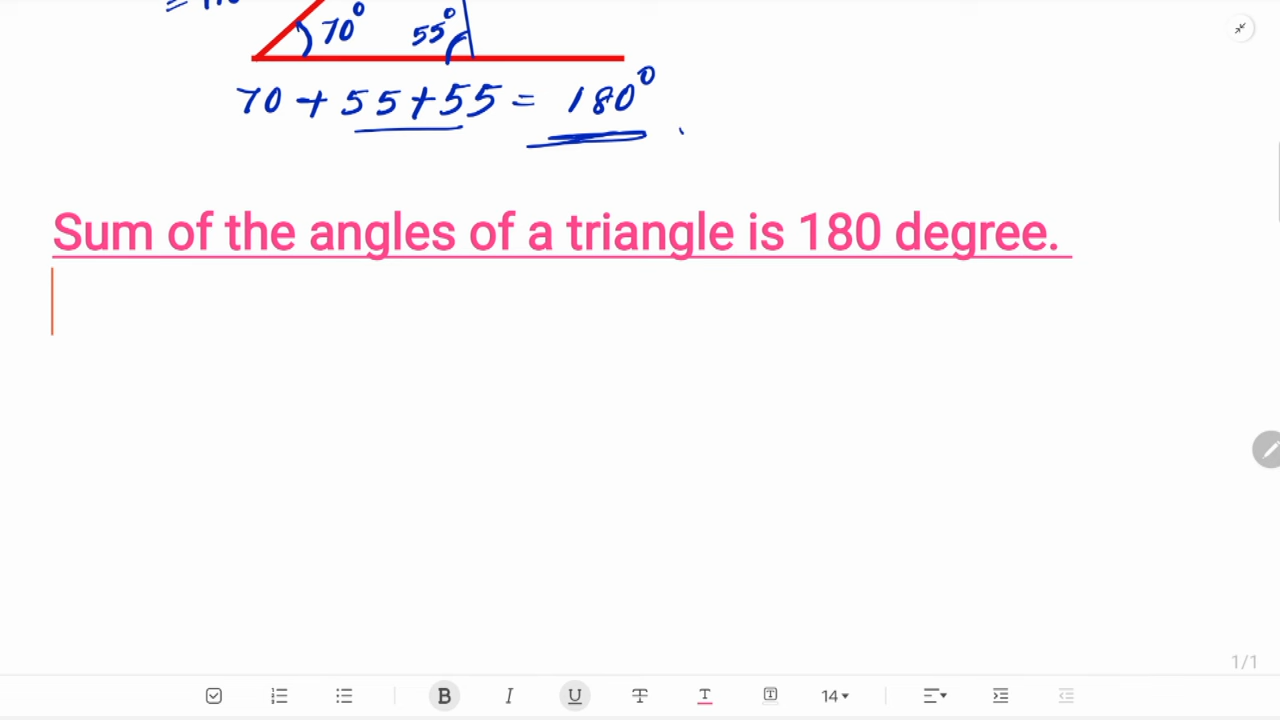 70° 55°
70 + 55 + 55 = 180°
Sum of the angles of a triangle is 180 degree.
1/1
B I U T T T 14